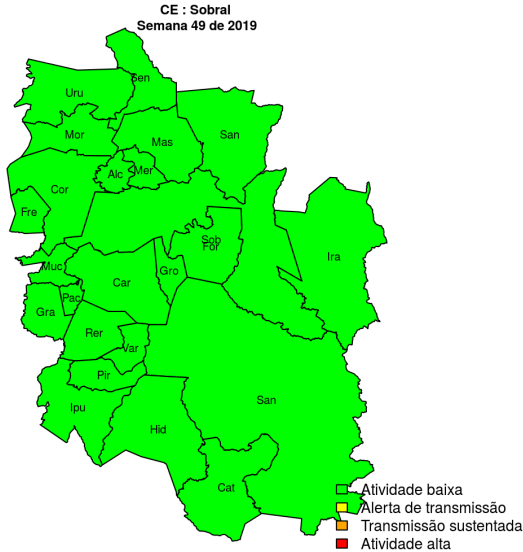 CE : Sobral
Semana 49 de 2019
Sen
Uru
Mor
Mas
San
Alc
Mer
Cor
Fre
Sob
For
Ira
Muc
Gro
Car
Pac
Gra
Rer
Var
Pir
San
Ipu
Hid
Cat
Atividade baixa
Alerta de transmissão
Transmissão sustentada
Atividade alta